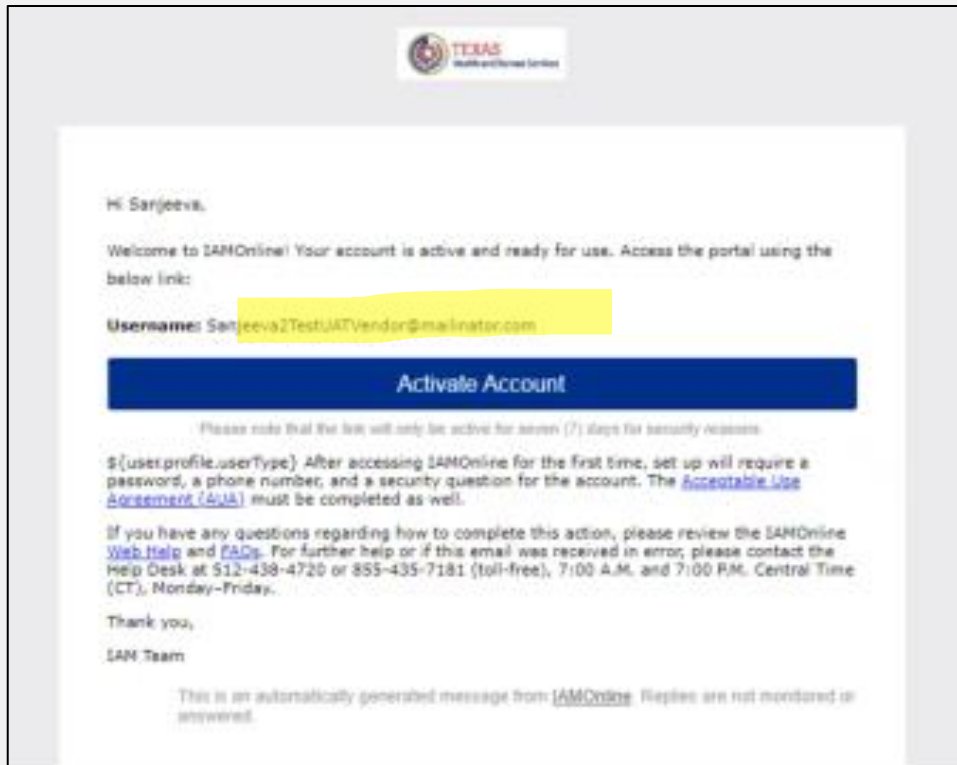 TEXAS
Health and Human Services
Hi Sanjeeva,
Welcome to IAMOnline! Your account is active and ready for use. Access the portal using the
below link:
Username: Sanjeeva2TestUATVendor@mailinator.com
Activate Account
Please note that the link will only be active for seven (7) days for security reasons.
${user.profile.userType} After accessing IAMOnline for the first time, set up will require a
password, a phone number, and a security question for the account. The Acceptable Use
Agreement (AUA) must be completed as well.
If you have any questions regarding how to complete this action, please review the IAMOnline
Web Help and FAQs. For further help or if this email was received in error, please contact the
Help Desk at 512-438-4720 or 855-435-7181 (toll-free), 7:00 A.M. and 7:00 P.M. Central Time
(CT), Monday–Friday.
Thank you,
IAM Team
This is an automatically generated message from IAMOnline. Replies are not monitored or
answered.